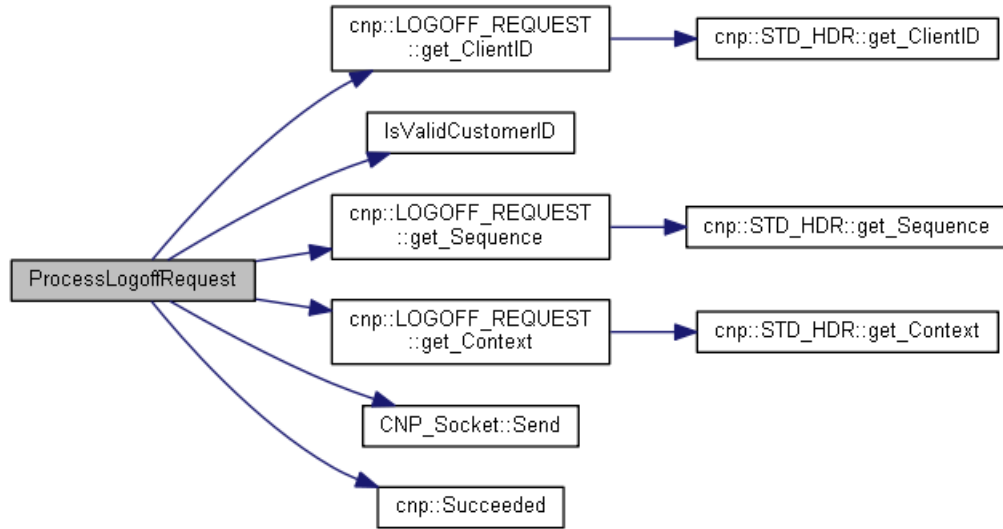 cnp::LOGOFF_REQUEST
::get_ClientID
cnp::STD_HDR::get_ClientID
IsValidCustomerID
cnp::LOGOFF_REQUEST
::get_Sequence
cnp::STD_HDR::get_Sequence
ProcessLogoffRequest
cnp::LOGOFF_REQUEST
::get_Context
cnp::STD_HDR::get_Context
CNP_Socket::Send
cnp::Succeeded